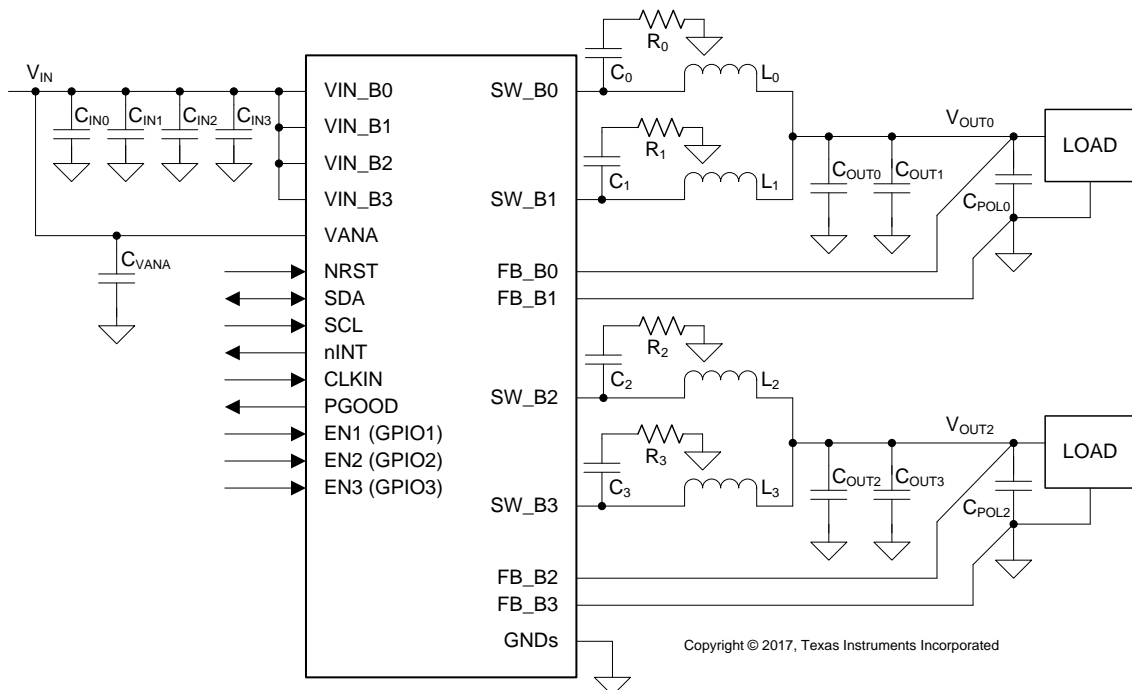 V_IN
C_IN0
C_IN1
C_IN2
C_IN3
C_VANA
VIN_B0
VIN_B1
VIN_B2
VIN_B3
VANA
NRST
SDA
SCL
nINT
CLKIN
PGOOD
EN1 (GPIO1)
EN2 (GPIO2)
EN3 (GPIO3)
SW_B0
SW_B1
FB_B0
FB_B1
SW_B2
SW_B3
FB_B2
FB_B3
GNDs
R_0
C_0
L_0
R_1
C_1
L_1
V_OUT0
C_OUT0
C_OUT1
C_POL0
LOAD
R_2
C_2
L_2
R_3
C_3
L_3
V_OUT2
C_OUT2
C_OUT3
C_POL2
LOAD
Copyright © 2017, Texas Instruments Incorporated